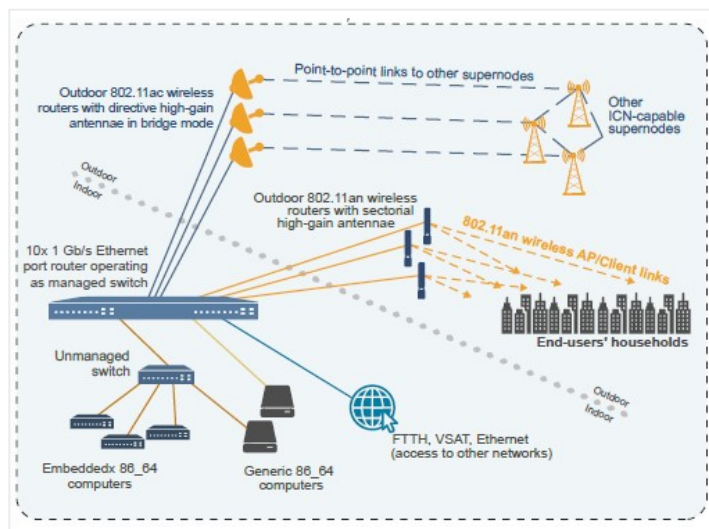 Point-to-point links to other supernodes
Outdoor 802.11ac wireless
routers with directive high-gain
antennae in bridge mode
Other
ICN-capable
supernodes
Outdoor
Indoor
Outdoor 802.11an wireless
routers with sectorial
high-gain antennae
802.11an wireless AP/Client links
10x 1 Gb/s Ethernet
port router operating
as managed switch
End-users' households
Unmanaged
switch
Outdoor
Indoor
FTTH, VSAT, Ethernet
(access to other networks)
Embeddedx 86_64
computers
Generic 86_64
computers